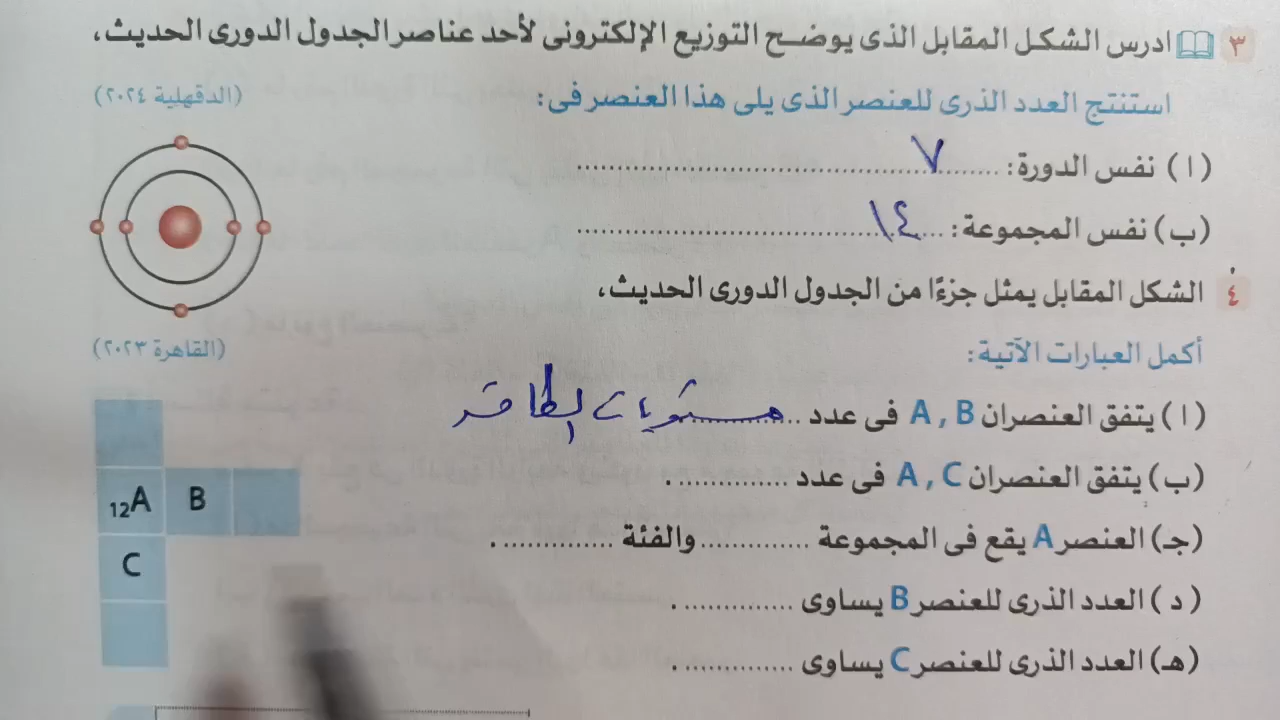 ٣ ادرس الشكل المقابل الذى يوضح التوزيع الإلكترونى لأحد عناصر الجدول الدورى الحديث،
(الدقهلية ٢٠٢٤)
استنتج العدد الذرى للعنصر الذى يلى هذا العنصر فى:
(١) نفس الدورة: ........ ٧ ........
(ب) نفس المجموعة: ........ ١٤ ........
٤ الشكل المقابل يمثل جزءًا من الجدول الدورى الحديث،
(القاهرة ٢٠٢٣)
أكمل العبارات الآتية:
(١) يتفق العنصران A , B فى عدد ... مستويات الطاقة
(ب) يتفق العنصران A , C فى عدد ............... .
(جـ) العنصر A يقع فى المجموعة ............... والفئة ............... .
(د) العدد الذرى للعنصر B يساوى ............... .
(هـ) العدد الذرى للعنصر C يساوى ............... .
₁₂A B
C